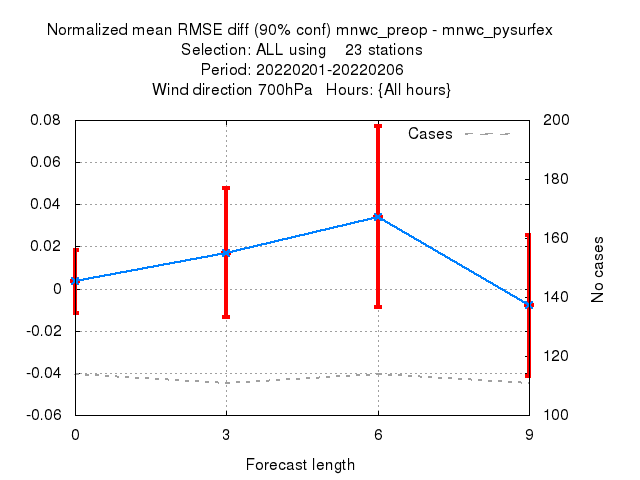 Normalized mean RMSE diff (90% conf) mnwc_preop - mnwc_pysurfex
Selection: ALL using 23 stations
Period: 20220201-20220206
Wind direction 700hPa Hours: {All hours}
Cases
0.08
0.06
0.04
0.02
0
-0.02
-0.04
-0.06
200
180
160
140
120
100
No cases
0 3 6 9
Forecast length